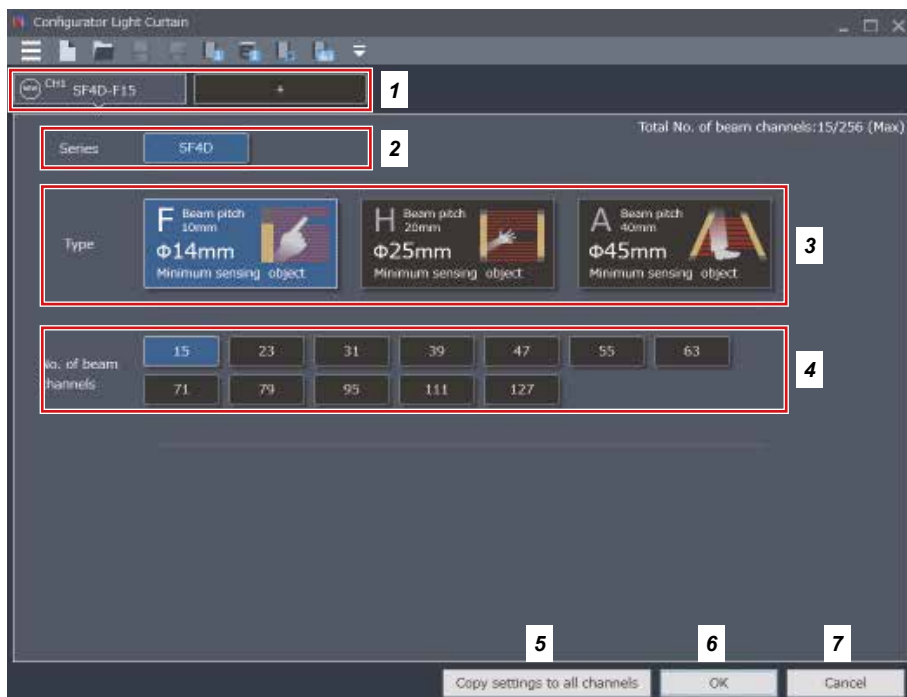 Configurator Light Curtain
CH1 SF4D-F15
+
1
Total No. of beam channels:15/256 (Max)
Series
SF4D
2
Type
F Beam pitch 10mm
Φ14mm
Minimum sensing object
H Beam pitch 20mm
Φ25mm
Minimum sensing object
A Beam pitch 40mm
Φ45mm
Minimum sensing object
3
No. of beam channels
15 23 31 39 47 55 63
71 79 95 111 127
4
5 6 7
Copy settings to all channels OK Cancel